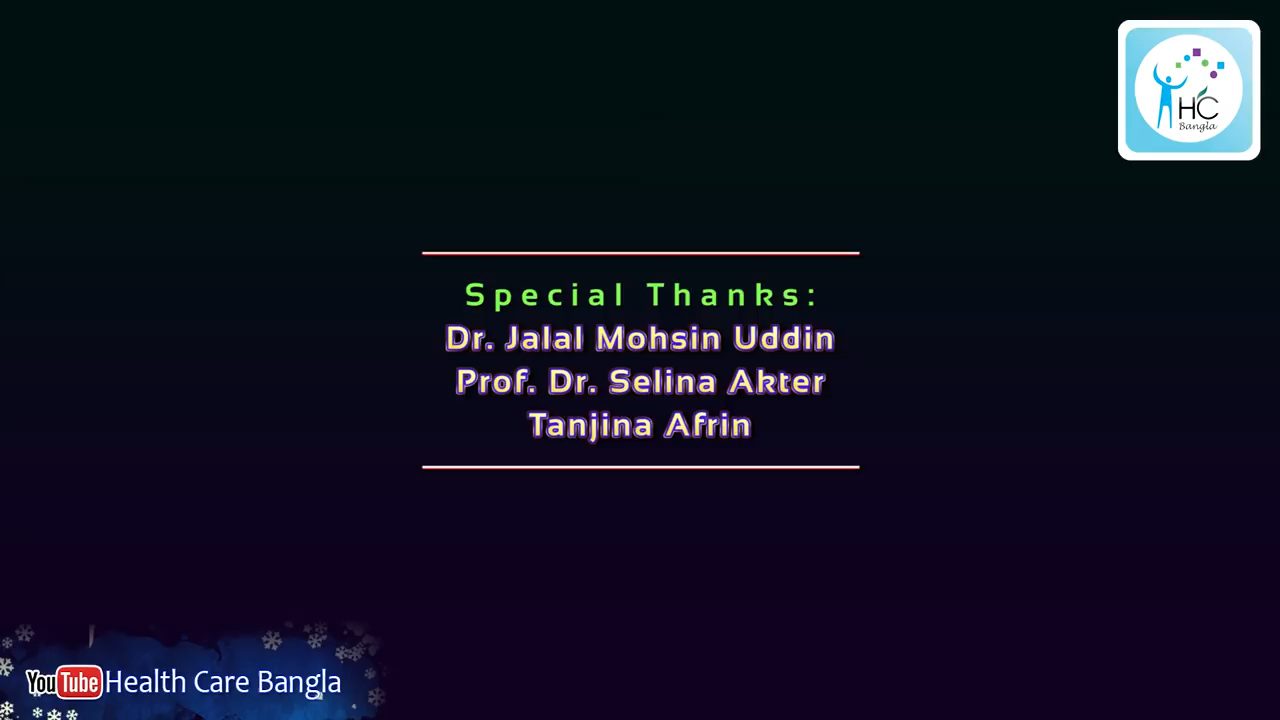 HC
Bangla
Special Thanks:
Dr. Jalal Mohsin Uddin
Prof. Dr. Selina Akter
Tanjina Afrin
YouTube Health Care Bangla